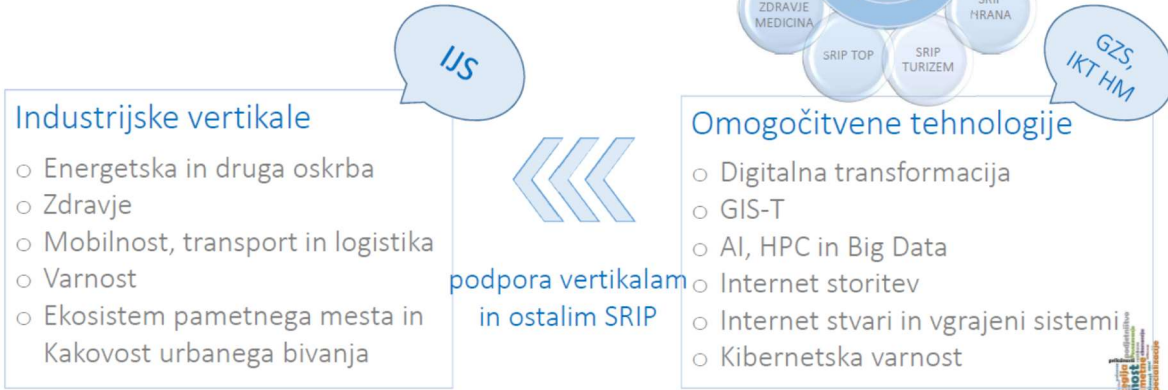 ZDRAVJE
MEDICINA
SRIP TOP
SRIP
TURIZEM
HRANA
IJS
GZS,
IKT HM
Industrijske vertikale
Energetska in druga oskrba
Zdravje
Mobilnost, transport in logistika
Varnost
Ekosistem pametnega mesta in
Kakovost urbanega bivanja
podpora vertikalam
in ostalim SRIP
Omogočitvene tehnologije
Digitalna transformacija
GIS-T
AI, HPC in Big Data
Internet storitev
Internet stvari in vgrajeni sistemi
Kibernetska varnost